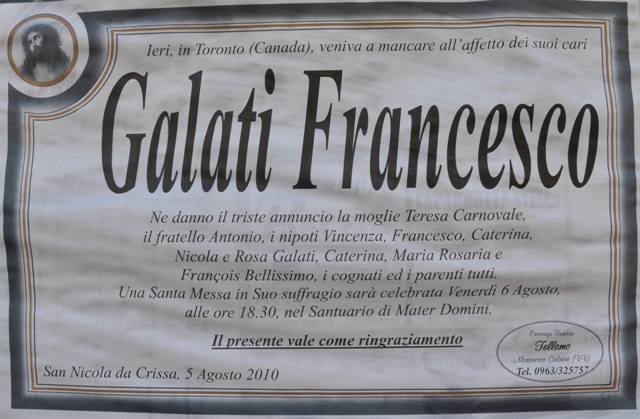 Ieri, in Toronto (Canada), veniva a mancare all'affetto dei suoi cari
Galati Francesco
Ne danno il triste annuncio la moglie Teresa Carnovale,
il fratello Antonio, i nipoti Vincenza, Francesco, Caterina,
Nicola e Rosa Galati, Caterina, Maria Rosaria e
François Bellissimo, i cognati ed i parenti tutti.
Una Santa Messa in Suo suffragio sarà celebrata Venerdì 6 Agosto,
alle ore 18.30, nel Santuario di Mater Domini.
Il presente vale come ringraziamento
San Nicola da Crissa, 5 Agosto 2010
Onoranze Funebri
Tellamo
Calabro (VV)
Tel. 0963/325757